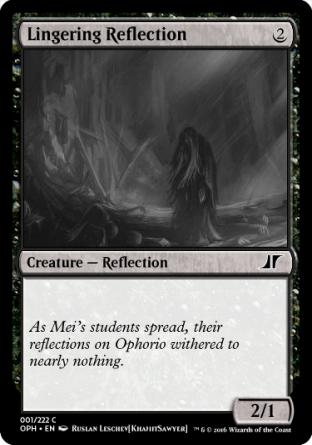 Lingering Reflection 2
Creature — Reflection
As Mei's students spread, their
reflections on Ophorio withered to
nearly nothing.
2/1
001/222 C
OPH • EN RUSLAN LESCHEV[KHAJIITSAWYER] ™ & © 2016 Wizards of the Coast